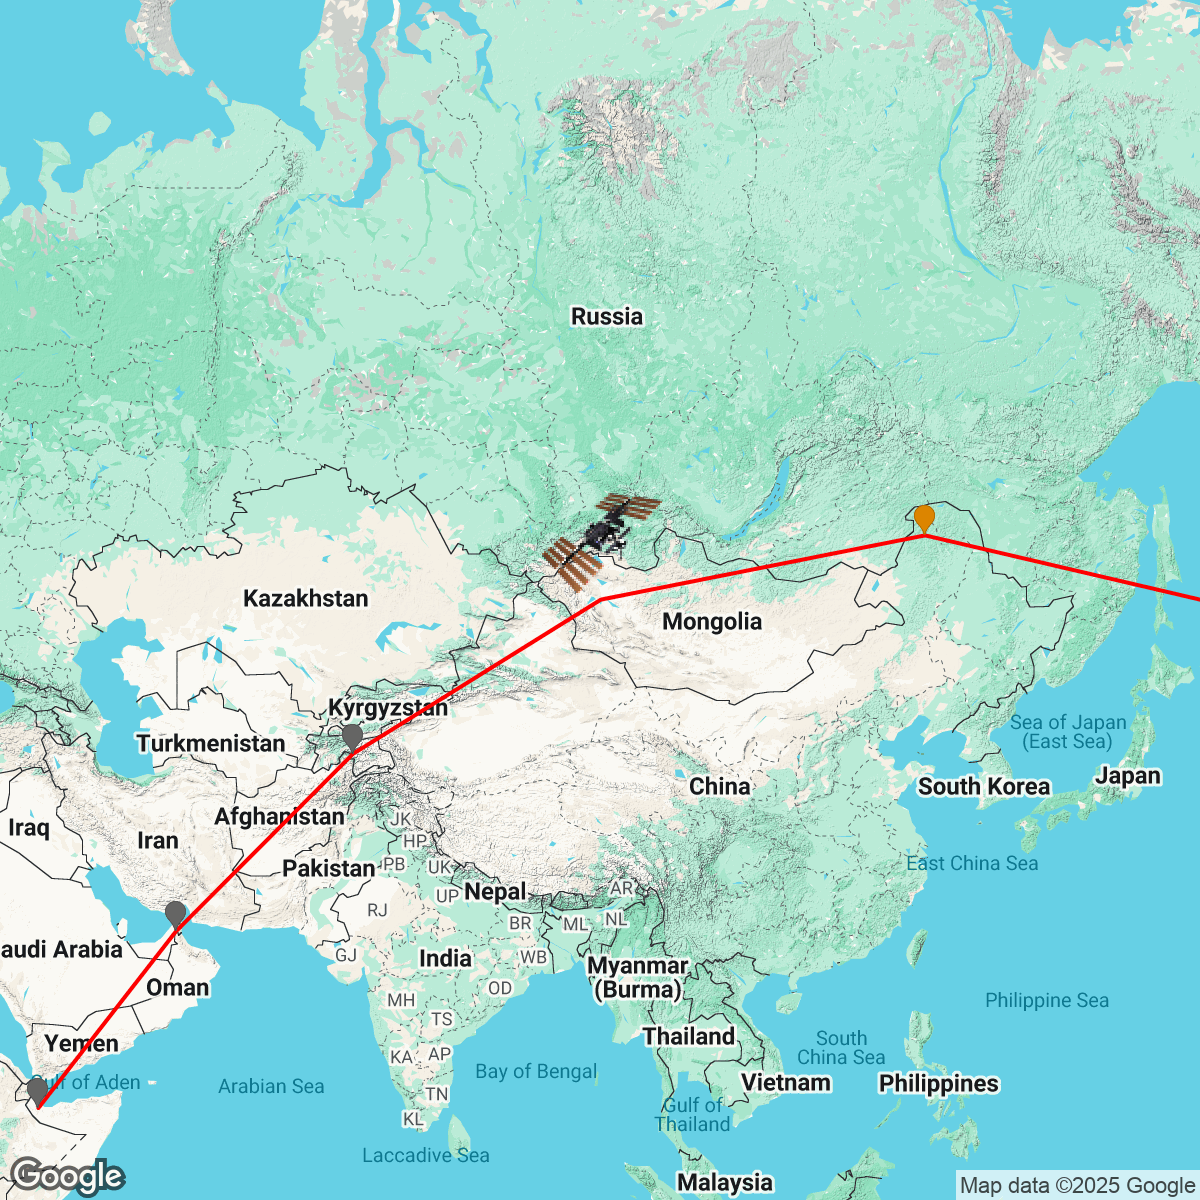 Russia
Kazakhstan
Mongolia
Kyrgyzstan
Sea of Japan
(East Sea)
Turkmenistan
Japan
China
South Korea
Afghanistan
JK
Iraq
Iran
HP
East China Sea
Pakistan
PB
UK
Nepal
AR
UP
RJ
BR
ML
NL
audi Arabia
GJ
India
WB
Myanmar
(Burma)
Oman
OD
MH
Philippine Sea
TS
Yemen
Thailand
South
China Sea
KA
AP
Bay of Bengal
Gulf of Aden
Arabian Sea
Vietnam
Philippines
TN
Gulf of
Thailand
KL
Laccadive Sea
Malaysia
Google
Map data ©2025 Google